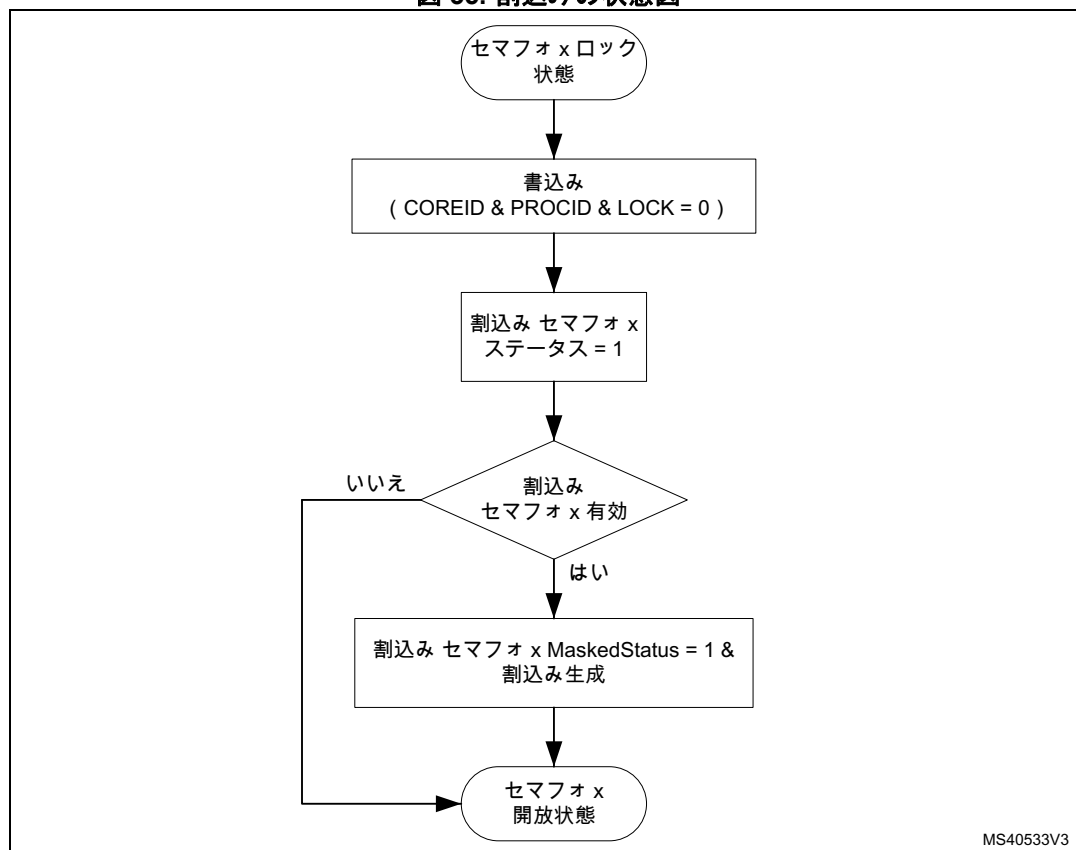 セマフォ x ロック
状態
書込み
( COREID & PROCID & LOCK = 0 )
割込み セマフォ x
ステータス = 1
割込み
セマフォ x 有効
いいえ
はい
割込み セマフォ x MaskedStatus = 1 &
割込み生成
セマフォ x
開放状態
MS40533V3